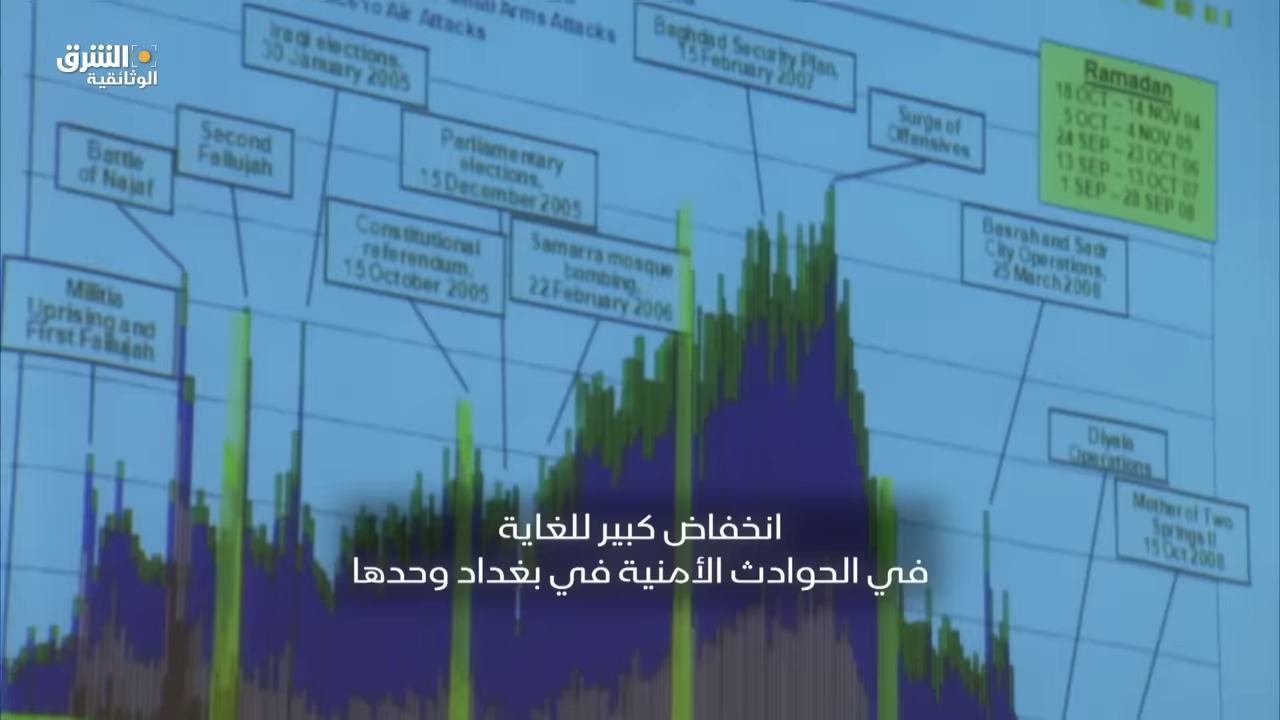 الشرق
الوثائقية
to Air Attacks
Small Arms Attacks
Iraqi elections,
30 January 2005
Baghdad Security Plan,
15 February 2007
Surge of
Offensives
Ramadan
18 OCT – 14 NOV 04
5 OCT – 4 NOV 05
24 SEP – 23 OCT 06
13 SEP – 13 OCT 07
1 SEP – 28 SEP 08
Battle
of Najaf
Second
Fallujah
Parliamentary
elections,
15 December 2005
Constitutional
referendum,
15 October 2005
Samarra mosque
bombing,
22 February 2006
Basrah and Sadr
City Operations,
25 March 2008
Militia
Uprising and
First Fallujah
Diyala
Operations
Mother of Two
Springs II
15 Oct 2008
انخفاض كبير للغاية
في الحوادث الأمنية في بغداد وحدها